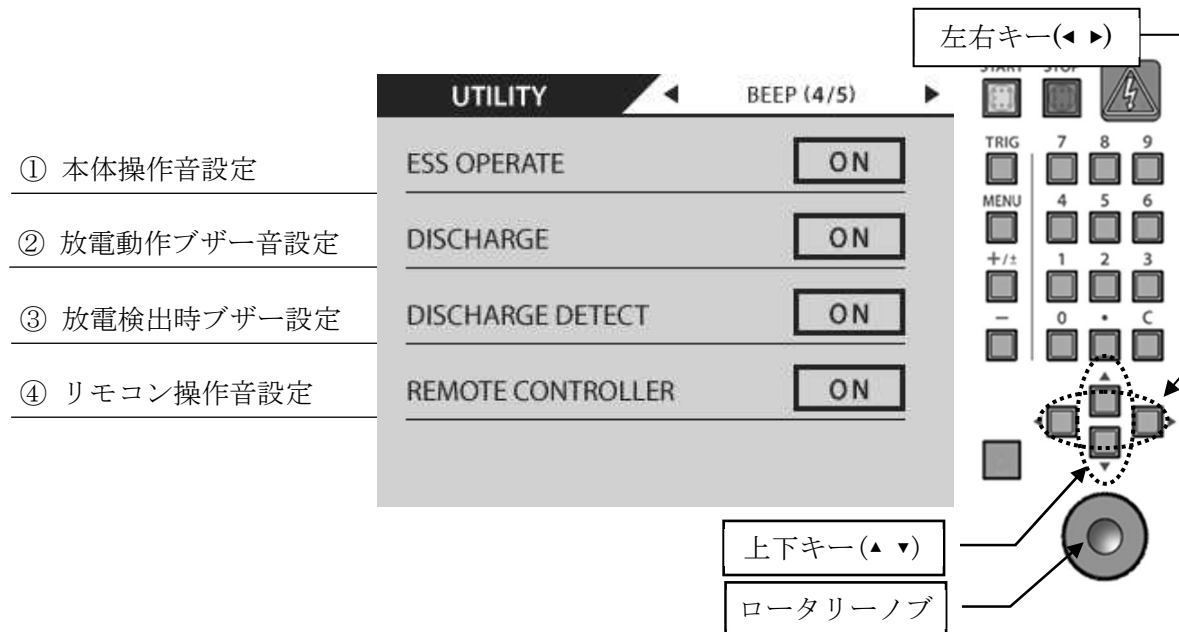 左右キー(◀ ▶)
START STOP
UTILITY ◀ BEEP (4/5) ▶
① 本体操作音設定
ESS OPERATE ON
② 放電動作ブザー音設定
DISCHARGE ON
③ 放電検出時ブザー設定
DISCHARGE DETECT ON
④ リモコン操作音設定
REMOTE CONTROLLER ON
TRIG 7 8 9
MENU 4 5 6
+/± 1 2 3
− 0 • C
上下キー(▲ ▼)
ロータリーノブ